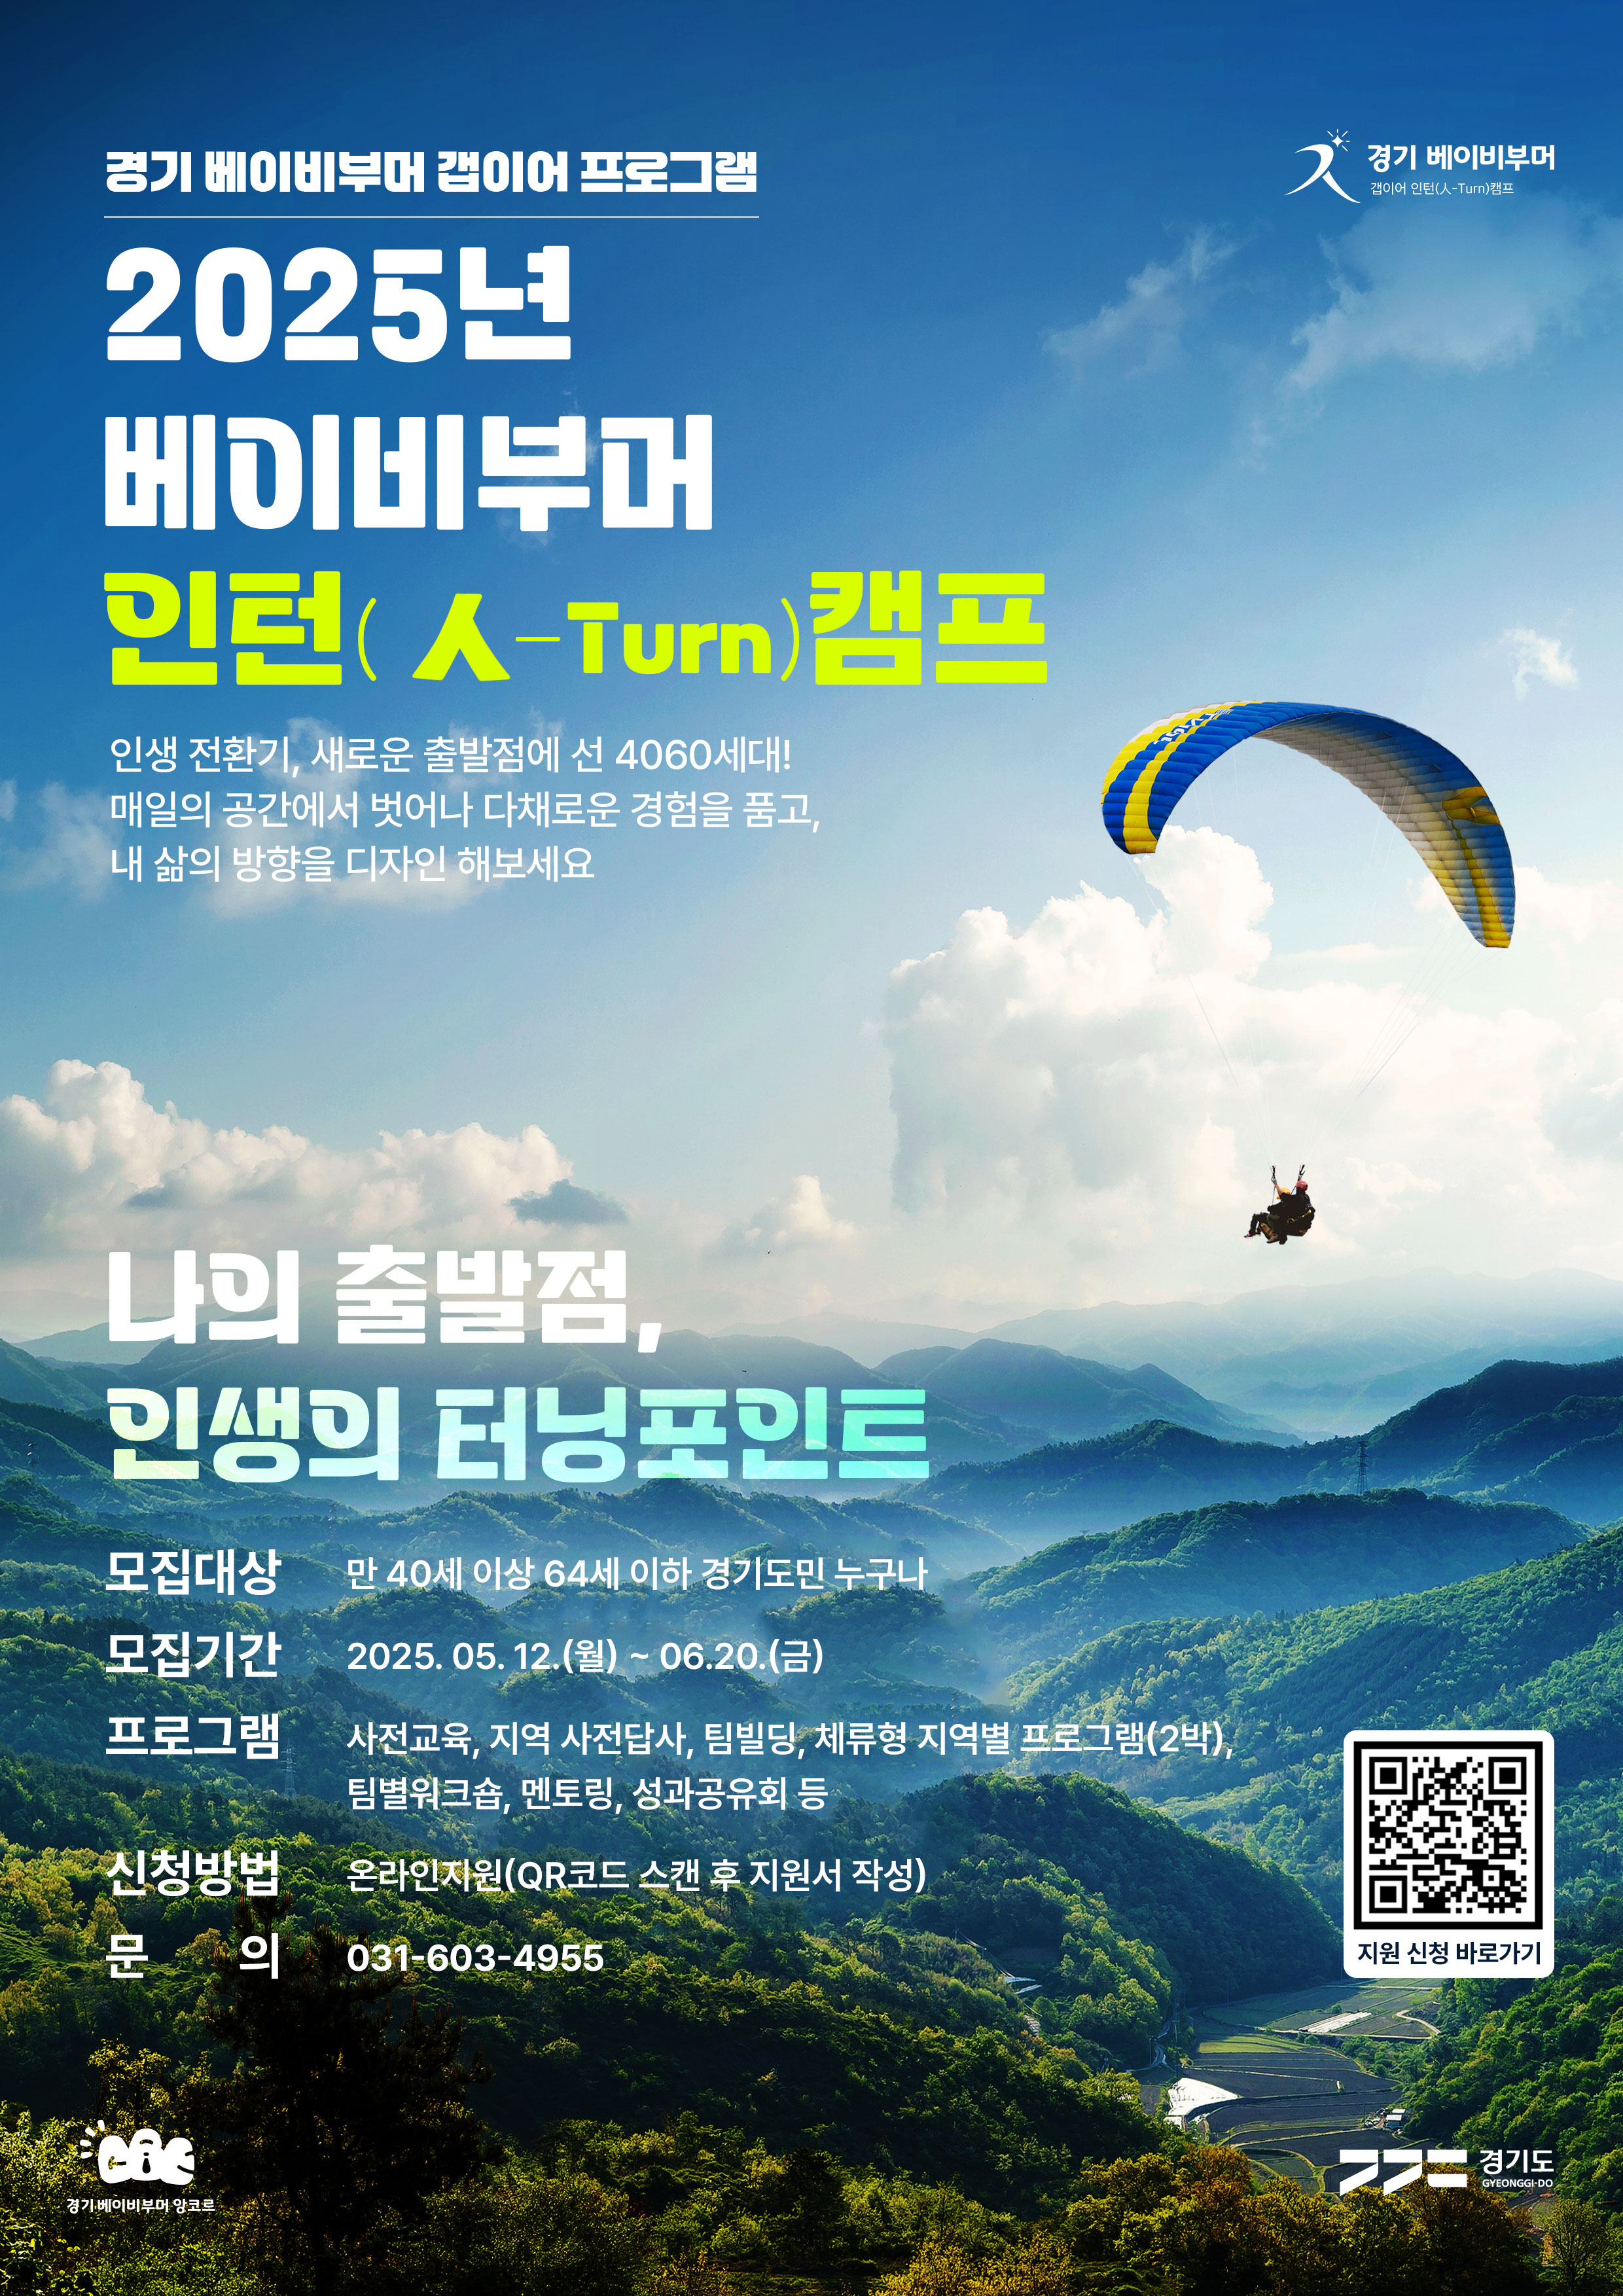 경기 베이비부머 갭이어 프로그램
경기 베이비부머
갭이어 인턴(人-Turn)캠프
2025년
베이비부머
인턴(人-Turn)캠프
인생 전환기, 새로운 출발점에 선 4060세대!
매일의 공간에서 벗어나 다채로운 경험을 품고,
내 삶의 방향을 디자인 해보세요
나의 출발점,
인생의 터닝포인트
모집대상 만 40세 이상 64세 이하 경기도민 누구나
모집기간 2025. 05. 12.(월) ~ 06.20.(금)
프로그램 사전교육, 지역 사전답사, 팀빌딩, 체류형 지역별 프로그램(2박),
팀별워크숍, 멘토링, 성과공유회 등
신청방법 온라인지원(QR코드 스캔 후 지원서 작성)
문 의 031-603-4955
지원 신청 바로가기
경기 베이비부머 앙코르
경기도
GYEONGGI-DO